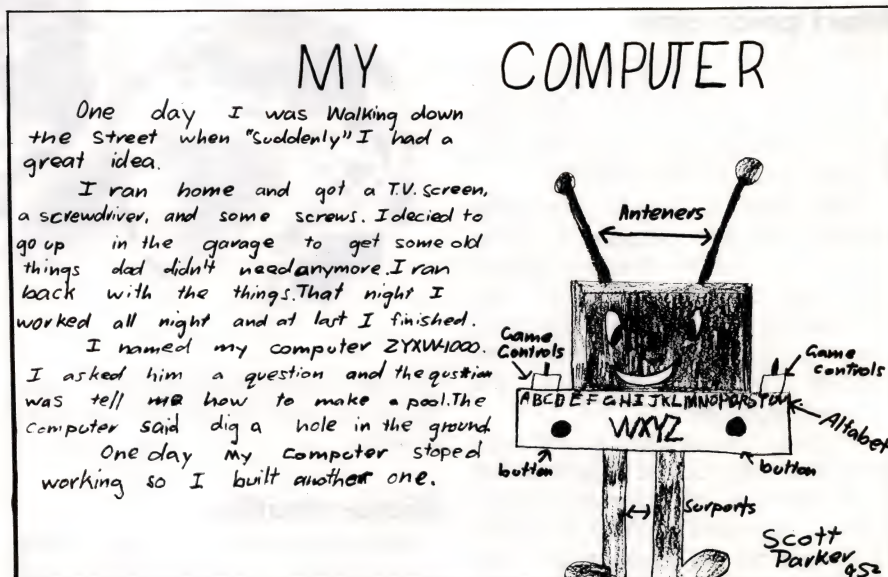 MY COMPUTER
One day I was Walking down
the Street when "Suddenly" I had a
great idea.
I ran home and got a T.V. screen,
a screwdriver, and some screws. I decied to
go up in the garage to get some old
things dad didn't need anymore. I ran
back with the things. That night I
worked all night and at last I finished.
I named my computer ZYXW-1000.
I asked him a question and the qustion
was tell me how to make a pool. The
computer said dig a hole in the ground
One day my computer stoped
working so I built another one.
Anteners
Game
Controls
Game
controls
ABCDEFGHIJKLMNOPQRSTUV
WXYZ
Alfabet
button
button
Surports
Scott
Parker